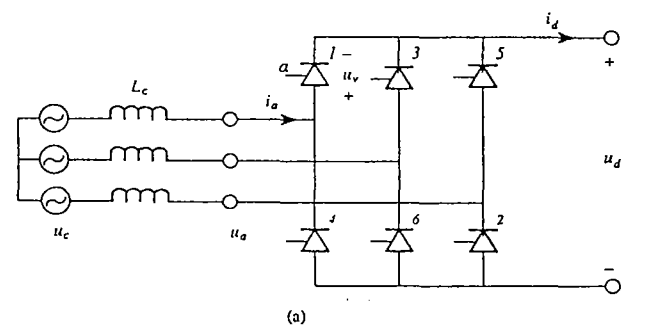 i_d
1 − 3 5
a u_v +
+
L_c
i_a
u_d
4 6 2
u_c u_a
−
(a)